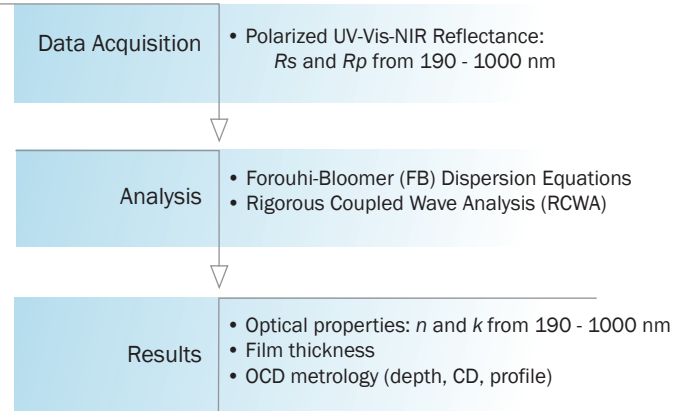 Data Acquisition
• Polarized UV-Vis-NIR Reflectance:
Rs and Rp from 190 - 1000 nm
Analysis
• Forouhi-Bloomer (FB) Dispersion Equations
• Rigorous Coupled Wave Analysis (RCWA)
Results
• Optical properties: n and k from 190 - 1000 nm
• Film thickness
• OCD metrology (depth, CD, profile)